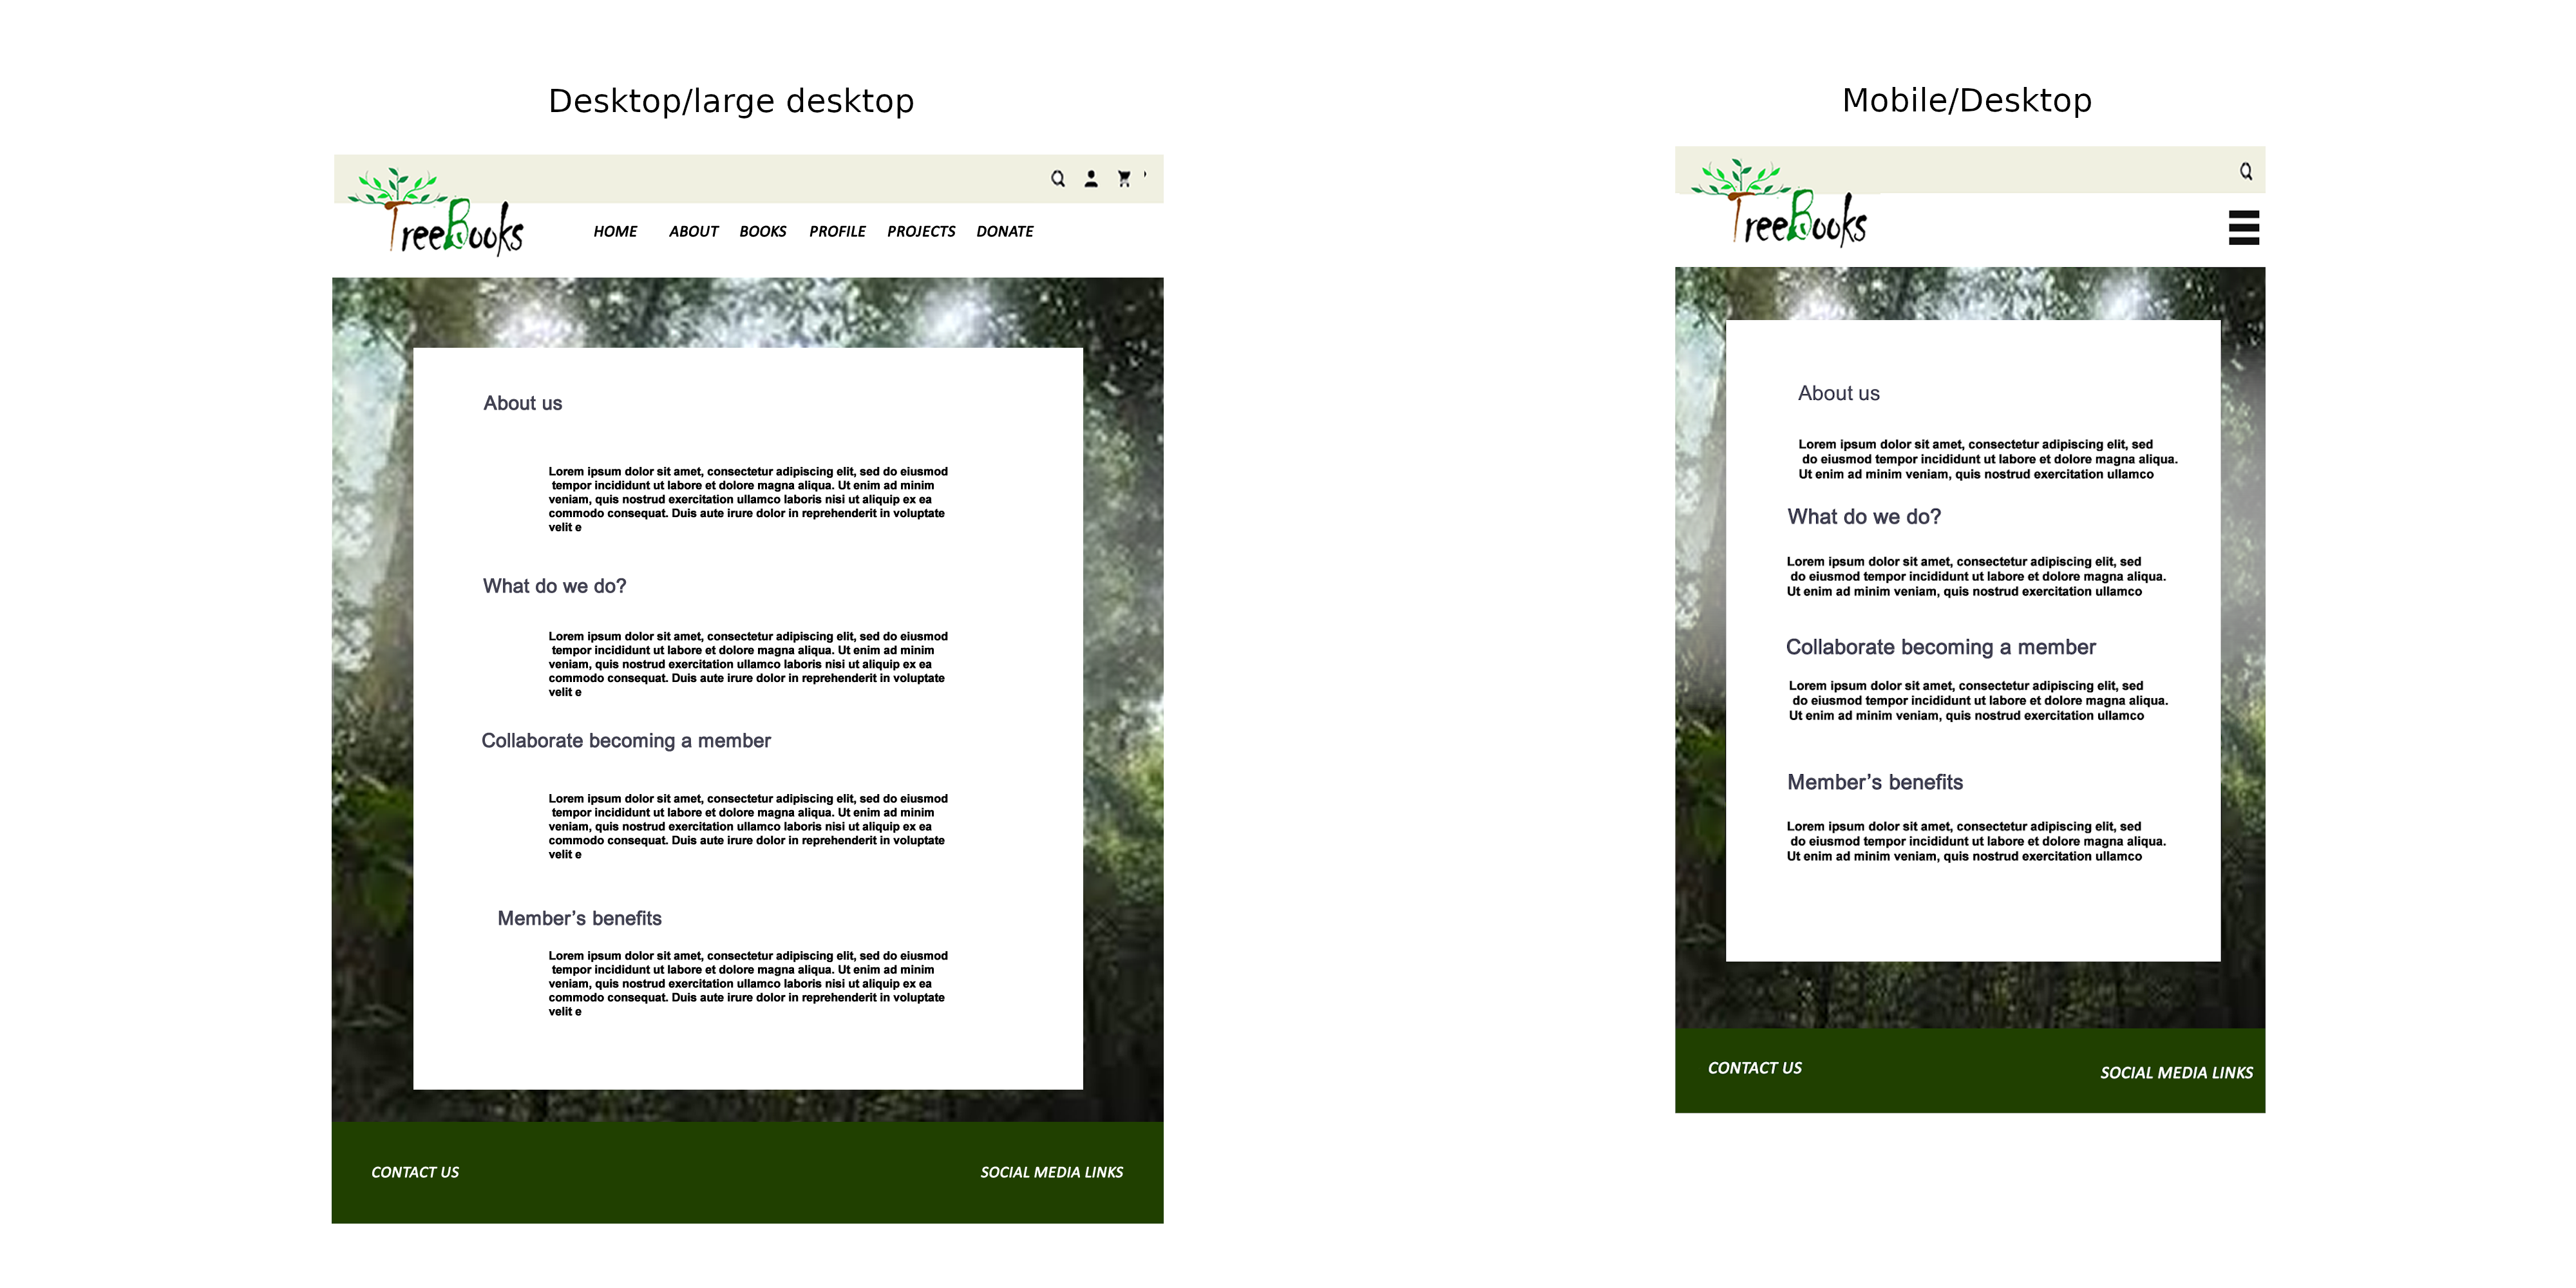 Desktop/large desktop
TreeBooks
HOME ABOUT BOOKS PROFILE PROJECTS DONATE
About us
Lorem ipsum dolor sit amet, consectetur adipiscing elit, sed do eiusmod
tempor incididunt ut labore et dolore magna aliqua. Ut enim ad minim
veniam, quis nostrud exercitation ullamco laboris nisi ut aliquip ex ea
commodo consequat. Duis aute irure dolor in reprehenderit in voluptate
velit e
What do we do?
Lorem ipsum dolor sit amet, consectetur adipiscing elit, sed do eiusmod
tempor incididunt ut labore et dolore magna aliqua. Ut enim ad minim
veniam, quis nostrud exercitation ullamco laboris nisi ut aliquip ex ea
commodo consequat. Duis aute irure dolor in reprehenderit in voluptate
velit e
Collaborate becoming a member
Lorem ipsum dolor sit amet, consectetur adipiscing elit, sed do eiusmod
tempor incididunt ut labore et dolore magna aliqua. Ut enim ad minim
veniam, quis nostrud exercitation ullamco laboris nisi ut aliquip ex ea
commodo consequat. Duis aute irure dolor in reprehenderit in voluptate
velit e
Member’s benefits
Lorem ipsum dolor sit amet, consectetur adipiscing elit, sed do eiusmod
tempor incididunt ut labore et dolore magna aliqua. Ut enim ad minim
veniam, quis nostrud exercitation ullamco laboris nisi ut aliquip ex ea
commodo consequat. Duis aute irure dolor in reprehenderit in voluptate
velit e
CONTACT US
SOCIAL MEDIA LINKS
Mobile/Desktop
TreeBooks
About us
Lorem ipsum dolor sit amet, consectetur adipiscing elit, sed
do eiusmod tempor incididunt ut labore et dolore magna aliqua.
Ut enim ad minim veniam, quis nostrud exercitation ullamco
What do we do?
Lorem ipsum dolor sit amet, consectetur adipiscing elit, sed
do eiusmod tempor incididunt ut labore et dolore magna aliqua.
Ut enim ad minim veniam, quis nostrud exercitation ullamco
Collaborate becoming a member
Lorem ipsum dolor sit amet, consectetur adipiscing elit, sed
do eiusmod tempor incididunt ut labore et dolore magna aliqua.
Ut enim ad minim veniam, quis nostrud exercitation ullamco
Member’s benefits
Lorem ipsum dolor sit amet, consectetur adipiscing elit, sed
do eiusmod tempor incididunt ut labore et dolore magna aliqua.
Ut enim ad minim veniam, quis nostrud exercitation ullamco
CONTACT US
SOCIAL MEDIA LINKS